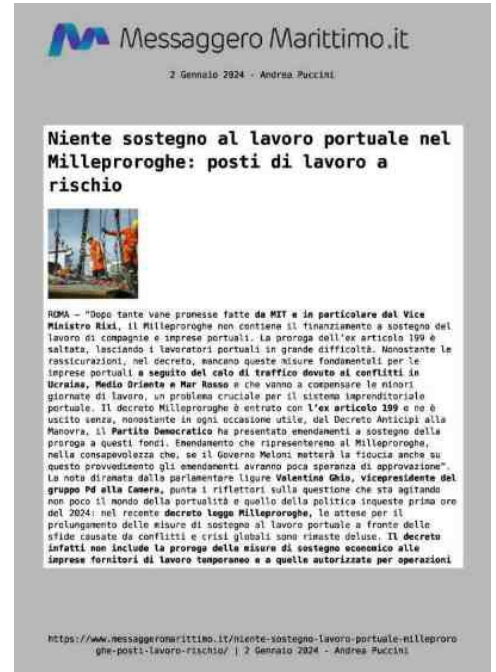 Messaggero Marittimo.it
2 Gennaio 2024 - Andrea Puccini
Niente sostegno al lavoro portuale nel
Milleproroghe: posti di lavoro a
rischio
ROMA – "Dopo tante vane promesse fatte da MIT e in particolare dal Vice
Ministro Rixi, il Milleproroghe non contiene il finanziamento a sostegno del
lavoro di compagnie e imprese portuali. La proroga dell'ex articolo 199 è
saltata, lasciando i lavoratori portuali in grande difficoltà. Nonostante le
rassicurazioni, nel decreto, mancano queste misure fondamentali per le
imprese portuali a seguito del calo di traffico dovuto ai conflitti in
Ucraina, Medio Oriente e Mar Rosso e che vanno a compensare le minori
giornate di lavoro, un problema cruciale per il sistema imprenditoriale
portuale. Il decreto Milleproroghe è entrato con l'ex articolo 199 e ne è
uscito senza, nonostante in ogni occasione utile, dal Decreto Anticipi alla
Manovra, il Partito Democratico ha presentato emendamenti a sostegno della
proroga a questi fondi. Emendamento che ripresenteremo al Milleproroghe,
nella consapevolezza che, se il Governo Meloni metterà la fiducia anche su
questo provvedimento gli emendamenti avranno poca speranza di approvazione".
La nota diramata dalla parlamentare ligure Valentina Ghio, vicepresidente del
gruppo Pd alla Camera, punta i riflettori sulla questione che sta agitando
non poco il mondo della portualità e quello della politica inqueste prima ore
del 2024: nel recente decreto legge Milleproroghe, le attese per il
prolungamento delle misure di sostegno al lavoro portuale a fronte delle
sfide causate da conflitti e crisi globali sono rimaste deluse. Il decreto
infatti non include la proroga della misura di sostegno economico alle
imprese fornitori di lavoro temporaneo e a quelle autorizzate per operazioni
https://www.messaggeromarittimo.it/niente-sostegno-lavoro-portuale-milleproro
ghe-posti-lavoro-rischio/ | 2 Gennaio 2024 - Andrea Puccini